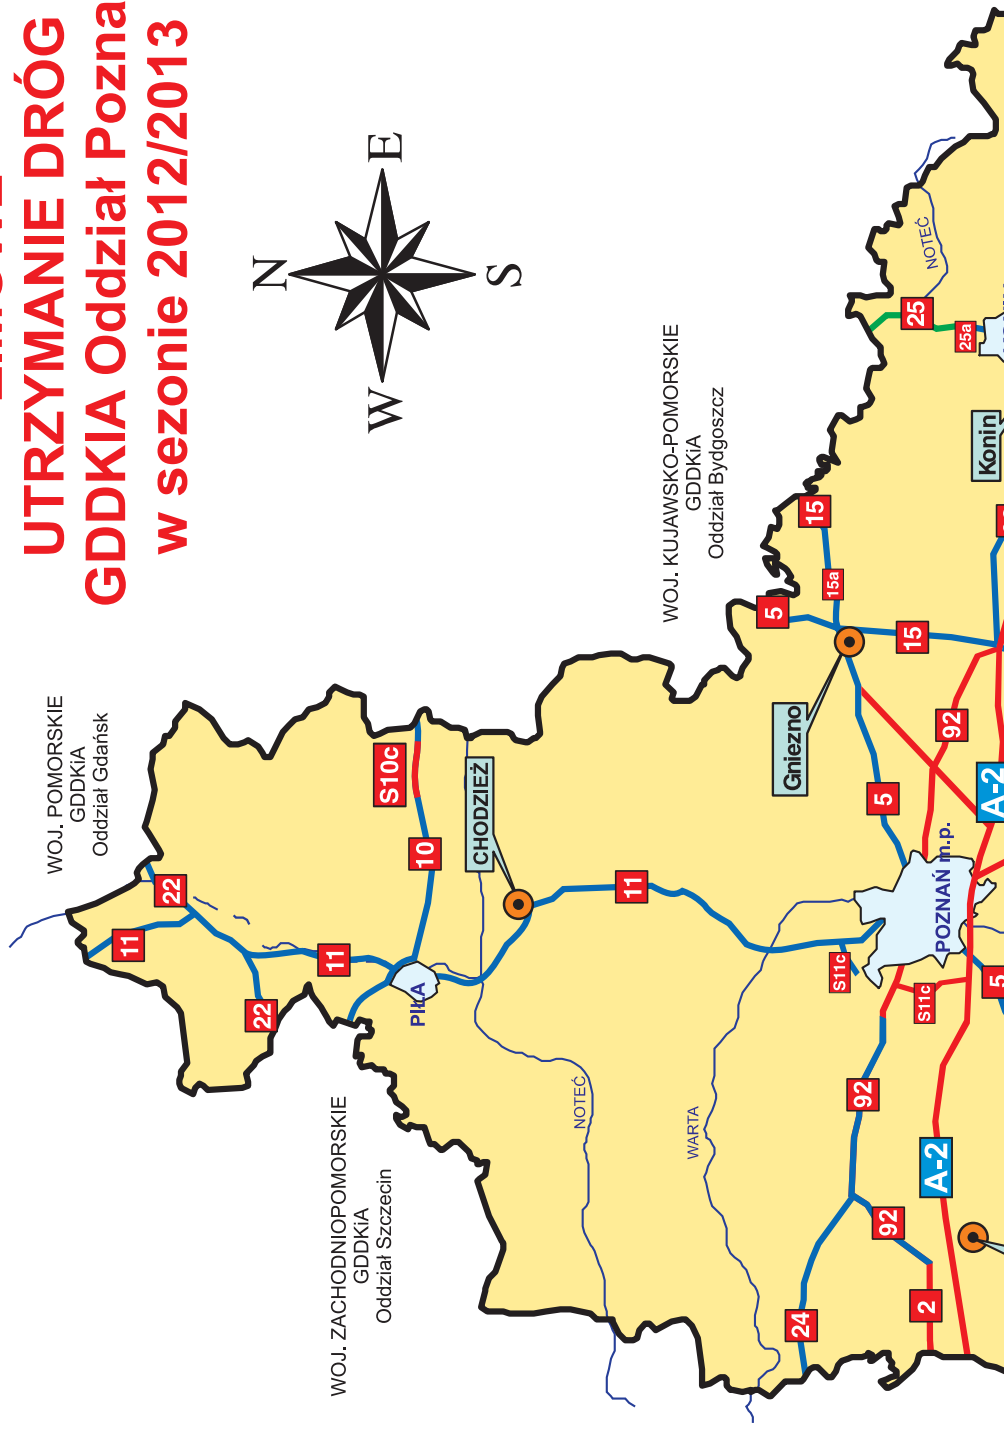 UTRZYMANIE DRÓG
GDDKIA Oddział Pozna
w sezonie 2012/2013
N
E
S
W
WOJ. POMORSKIE
GDDKiA
Oddział Gdańsk
WOJ. KUJAWSKO-POMORSKIE
GDDKiA
Oddział Bydgoszcz
WOJ. ZACHODNIOPOMORSKIE
GDDKiA
Oddział Szczecin
22
11
22
11
S10c
10
PIŁA
CHODZIEŻ
11
NOTEĆ
WARTA
NOTEĆ
25
25a
Konin
15
15a
5
15
Gniezno
92
5
A-2
POZNAŃ m.p.
S11c
S11c
5
92
A-2
92
24
2